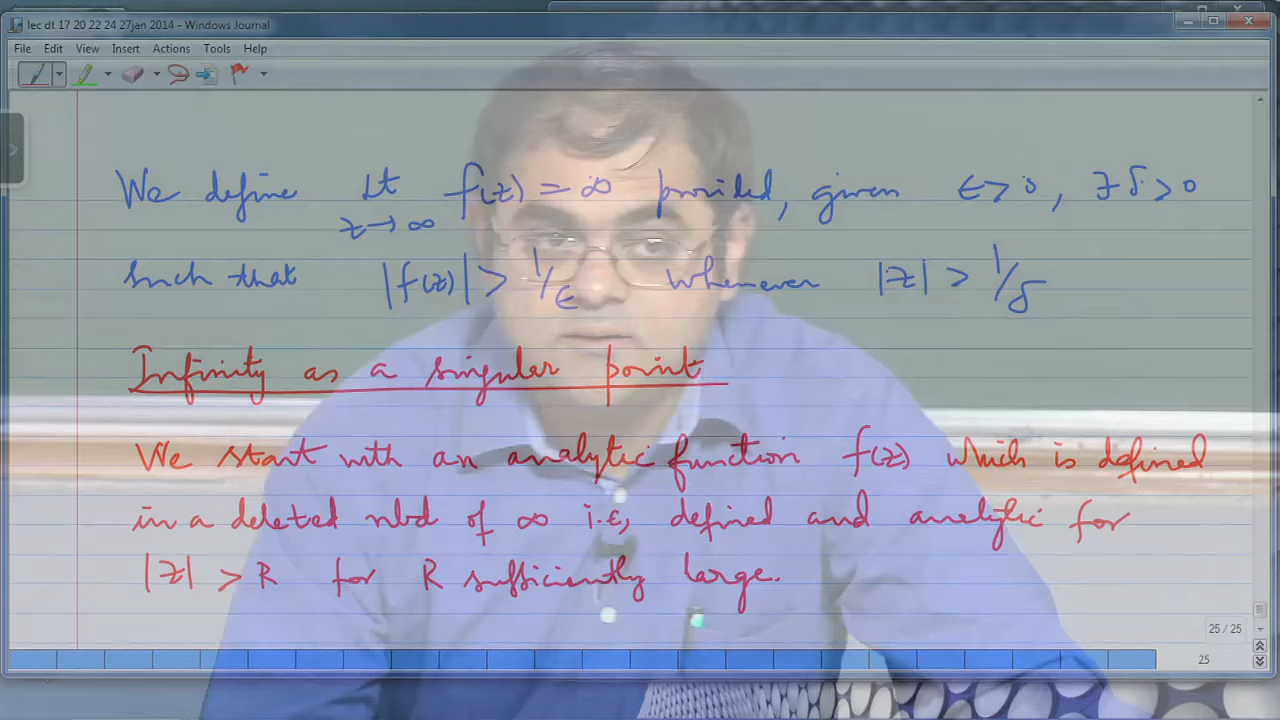 lec dt 17 20 22 24 27jan 2014 - Windows Journal
File Edit View Insert Actions Tools Help
We define Lt f(z) = ∞ provided, given ε > 0, ∃ δ > 0
z → ∞
such that |f(z)| > 1/ε whenever |z| > 1/δ
Infinity as a singular point
We start with an analytic function f(z) which is defined
in a deleted nbd of ∞ i.e., defined and analytic for
|z| > R for R sufficiently large.
25 / 25
25